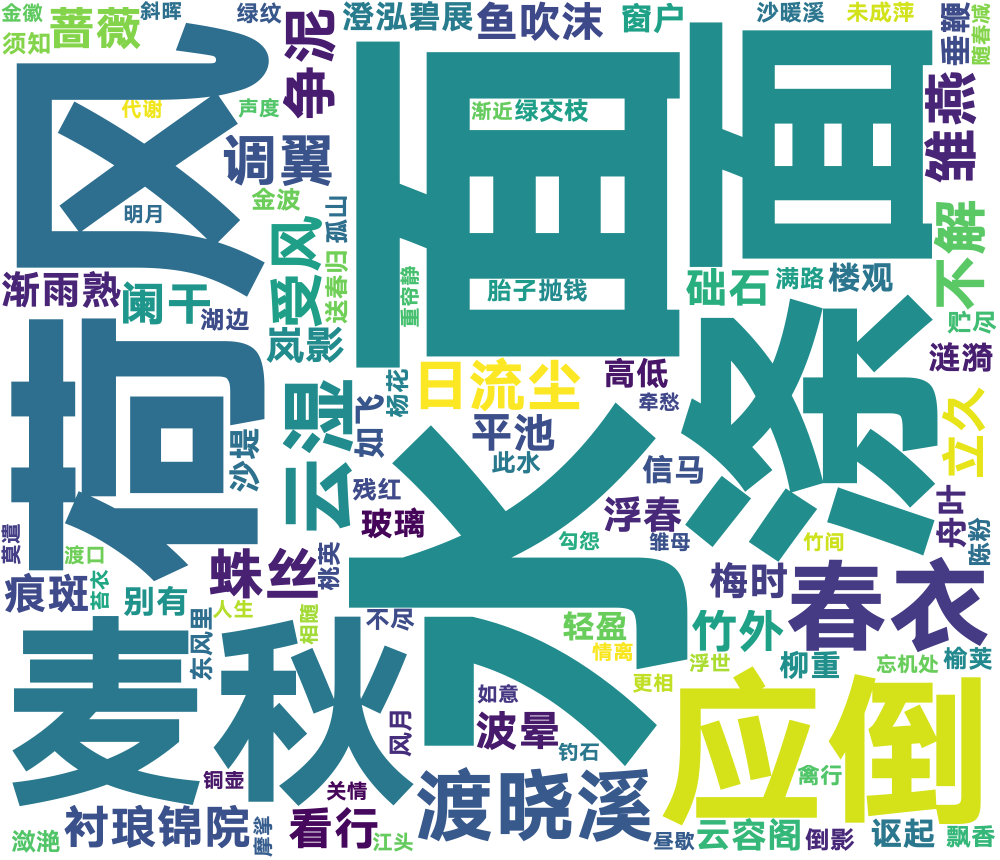 金徽
斜晖
绿纹
澄泓碧展
鱼吹沫
窗户
沙暖溪
未成萍
垂鞭
随春减
须知
蔷薇
争泥
风
水面
面
雏燕
代谢
声度
渐近
绿交枝
调翼
金波
明月
孤山
受风
不解
渐雨熟
阑干
湖边
送春归
重帘静
胎子抛钱
础石
满路
楼观
贮尽
岚影
涟漪
荷
涤
杨花
日流尘
高低
牵愁
云湿
如飞
平池
此水
立久
沙堤
残红
信马
玻璃
浮春
舟叶
陈粉
莫遣
渡口
勾怨
雏母
竹间
蛛丝
桃英
痕斑
苔衣
别有
梅时
春衣
人生
相随
不尽
轻盈
竹外
东风里
情离
浮世
柳重
忘机处
榆荚
麦秋
更相
应倒
如意
风月
波晕
钓石
铜壶
关情
禽行
渡晓溪
潋滟
衬琅锦院
摩挲
看行
江头
昼歇
云容阁
倒影
讴起
飘香